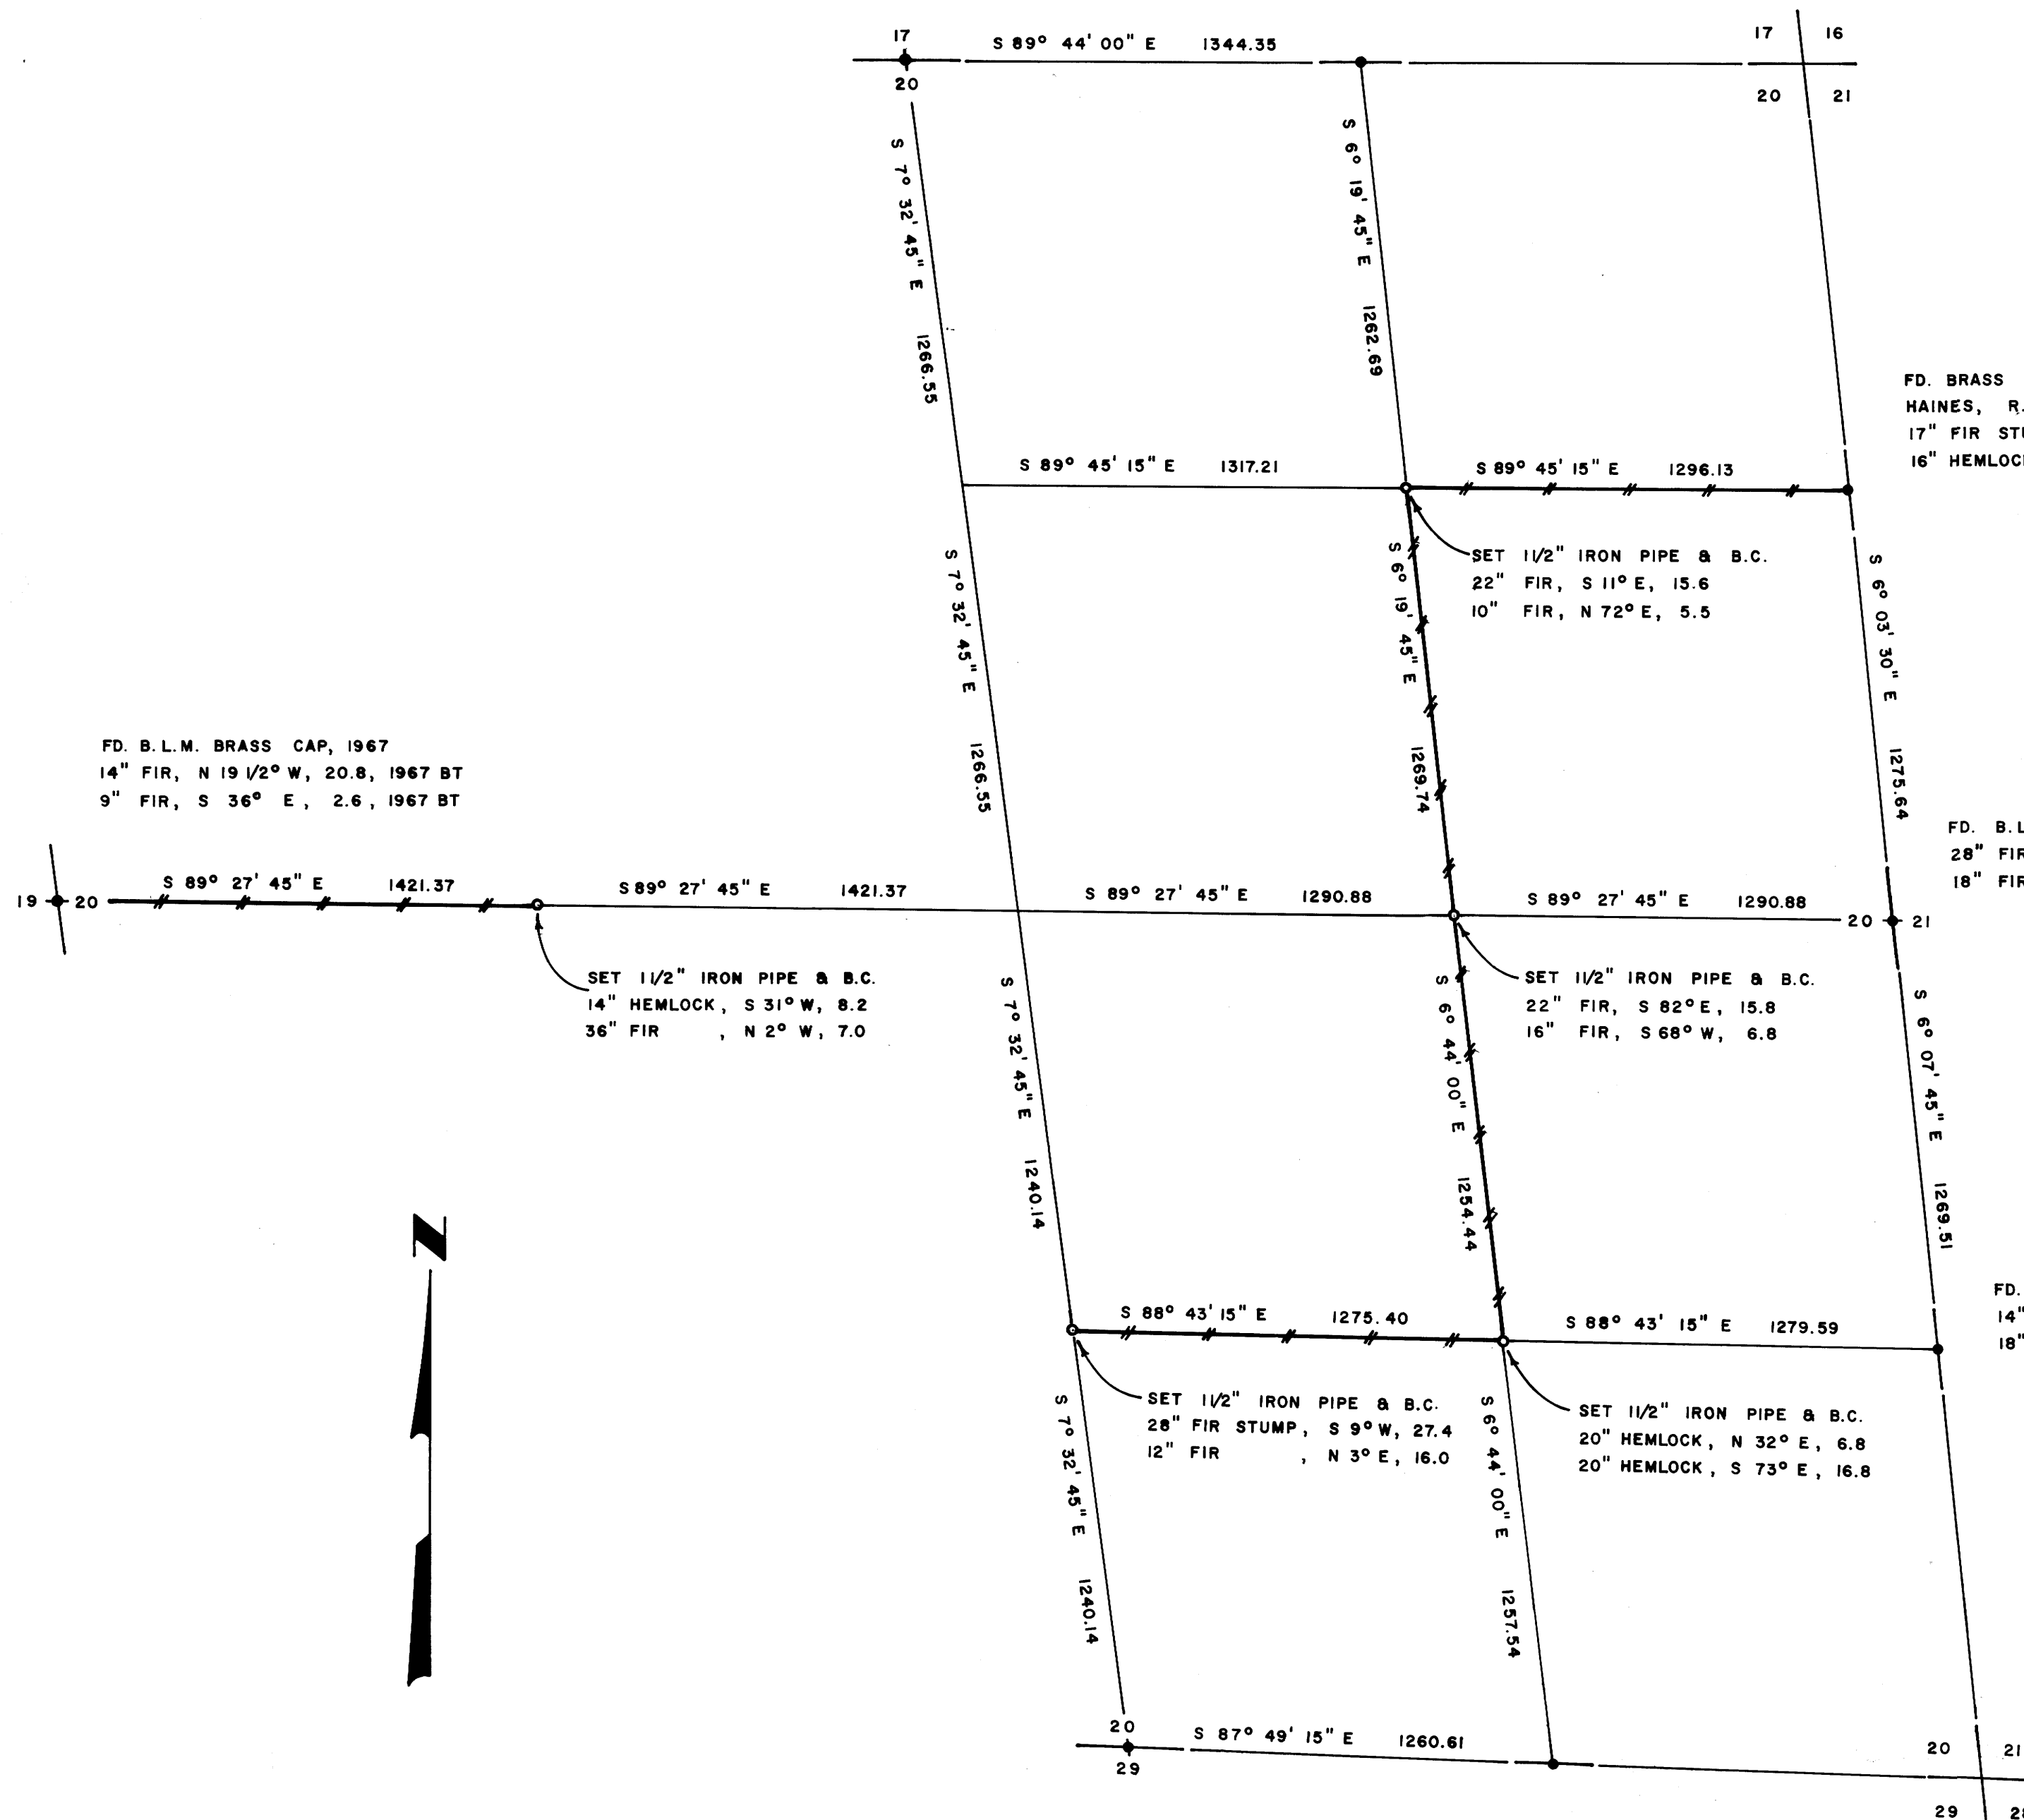 17
S 89° 44' 00" E 1344.35
17 16
20
20 21
S 7° 32' 45" E 1266.55
S 6° 19' 45" E 1262.69
FD. BRASS
HAINES, R.
17" FIR
16"
S 89° 45' 15" E 1317.21
S 89° 45' 15" E 1296.13
SET 1 1/2" IRON PIPE & B.C.
22" FIR, S 11° E, 15.6
10" FIR, N 72° E, 5.5
S 7° 32' 45" E 1266.55
S 6° 19' 45" E 1269.74
S 6° 03' 30" E 1275.64
FD. B.L.M. BRASS CAP, 1967
14" FIR, N 19 1/2° W, 20.8, 1967 BT
9" FIR, S 36° E, 2.6, 1967 BT
FD.
28" FIR
18" FIR
19 20
S 89° 27' 45" E 1421.37
S 89° 27' 45" E 1421.37
S 89° 27' 45" E 1290.88
S 89° 27' 45" E 1290.88
20 21
SET 1 1/2" IRON PIPE & B.C.
14" HEMLOCK, S 31° W, 8.2
36" FIR , N 2° W, 7.0
SET 1 1/2" IRON PIPE & B.C.
22" FIR, S 82° E, 15.8
16" FIR, S 68° W, 6.8
S 7° 32' 45" E 1240.14
S 6° 44' 00" E 1254.44
S 6° 07' 45" E 1269.51
N
FD.
14"
18"
S 88° 43' 15" E 1275.40
S 88° 43' 15" E 1279.59
SET 1 1/2" IRON PIPE & B.C.
28" FIR STUMP, S 9° W, 27.4
12" FIR , N 3° E, 16.0
SET 1 1/2" IRON PIPE & B.C.
20" HEMLOCK, N 32° E, 6.8
20" HEMLOCK, S 73° E, 16.8
S 7° 32' 45" E 1240.14
S 6° 44' 00" E 1257.54
20
S 87° 49' 15" E 1260.61
29
20 21
29